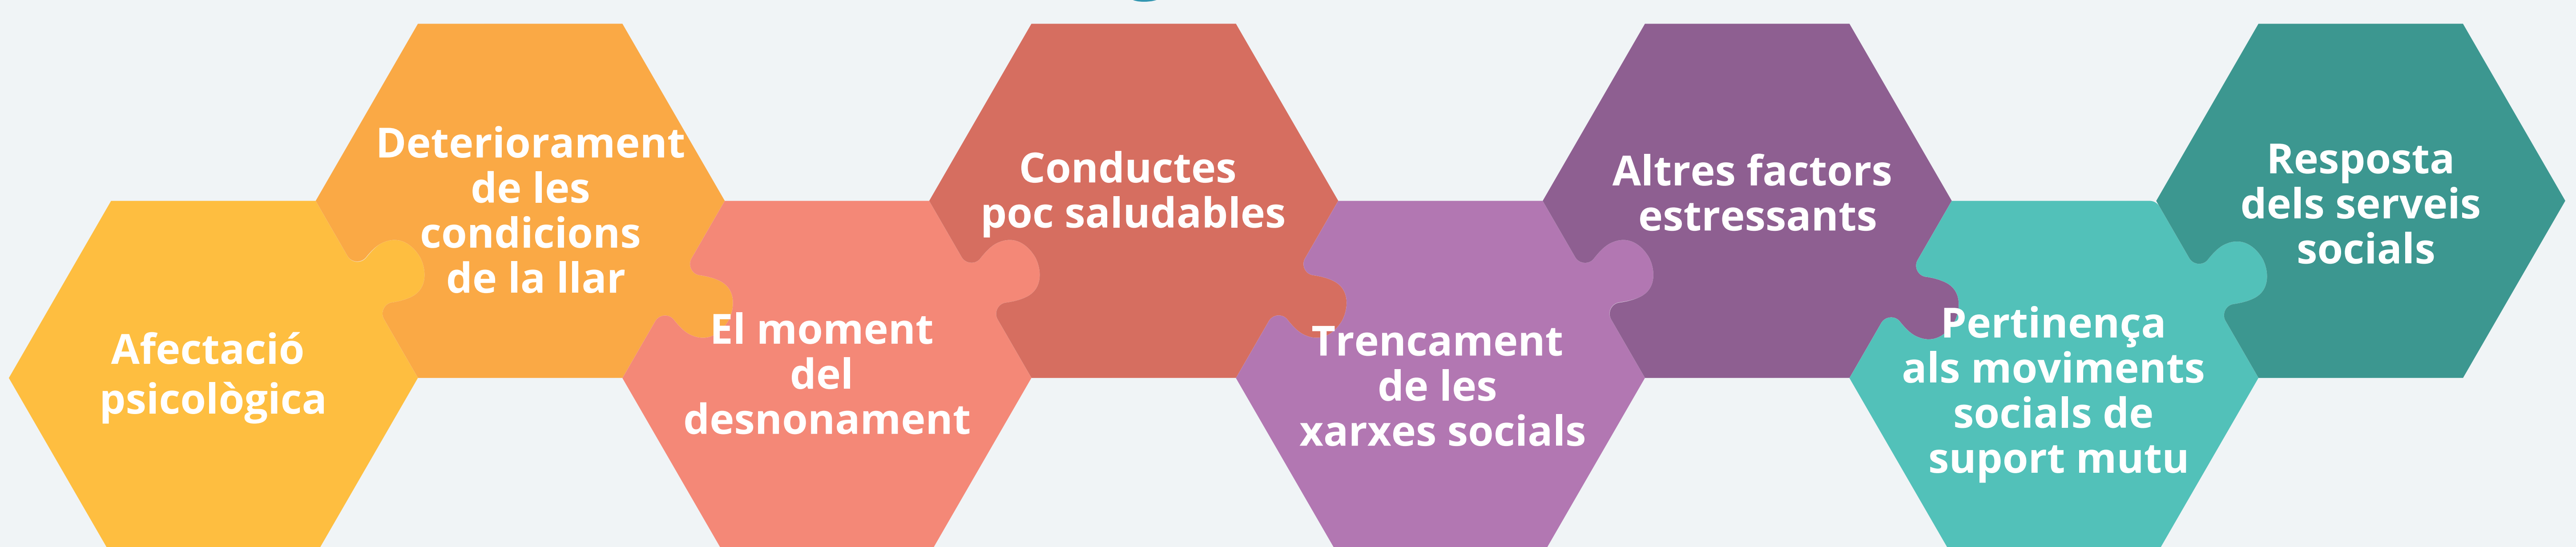 Afectació
psicològica
Deteriorament
de les
condicions
de la llar
El moment
del
desnonament
Conductes
poc saludables
Trencament
de les
xarxes socials
Altres factors
estressants
Pertinença
als moviments
socials de
suport mutu
Resposta
dels serveis
socials